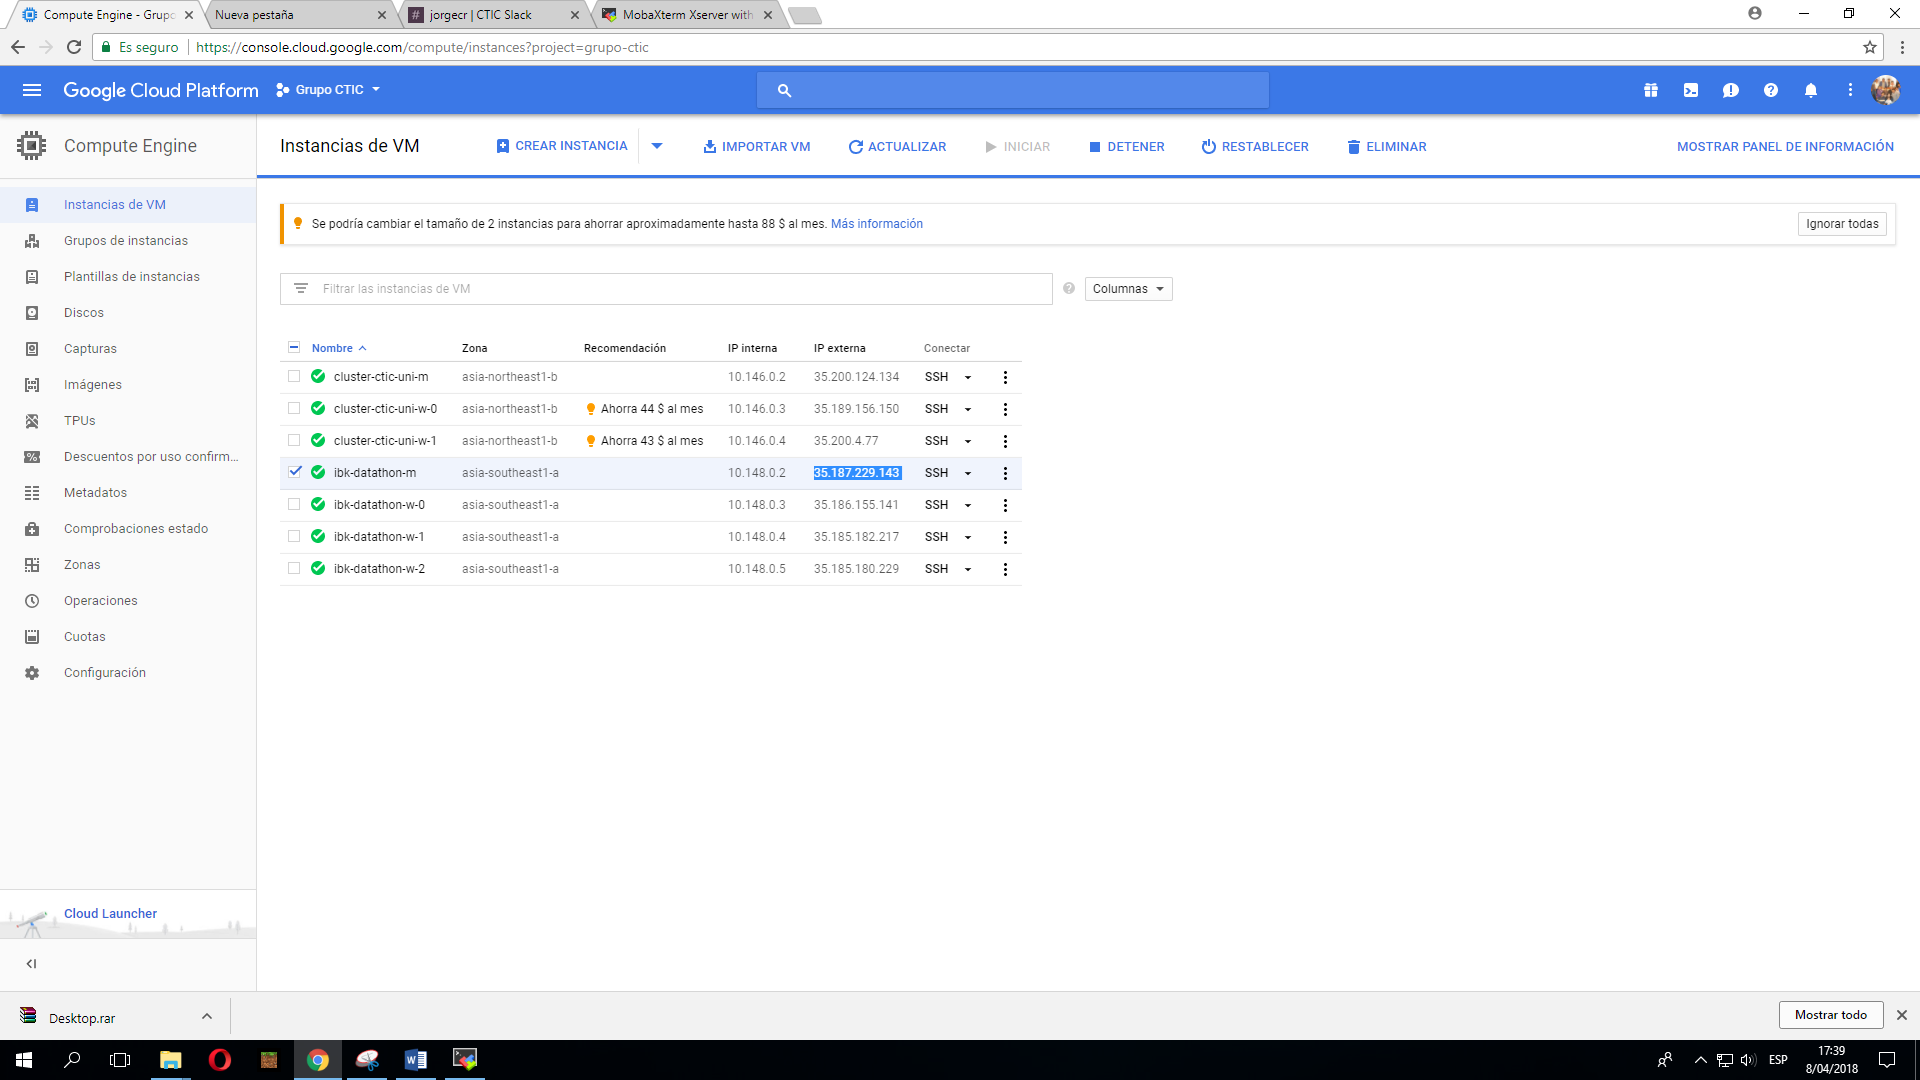 Compute Engine - Grupo
Nueva pestaña
jorgecr | CTIC Slack
MobaXterm Xserver with
Es seguro
https://console.cloud.google.com/compute/instances?project=grupo-ctic
Google Cloud Platform
Grupo CTIC
Compute Engine
Instancias de VM
CREAR INSTANCIA
IMPORTAR VM
ACTUALIZAR
INICIAR
DETENER
RESTABLECER
ELIMINAR
MOSTRAR PANEL DE INFORMACIÓN
Instancias de VM
Grupos de instancias
Plantillas de instancias
Discos
Capturas
Imágenes
TPUs
Descuentos por uso confirm...
Metadatos
Comprobaciones estado
Zonas
Operaciones
Cuotas
Configuración
Cloud Launcher
Se podría cambiar el tamaño de 2 instancias para ahorrar aproximadamente hasta 88 $ al mes. Más información
Ignorar todas
Filtrar las instancias de VM
Columnas
Nombre Zona Recomendación IP interna IP externa Conectar
cluster-ctic-uni-m asia-northeast1-b 10.146.0.2 35.200.124.134 SSH
cluster-ctic-uni-w-0 asia-northeast1-b Ahorra 44 $ al mes 10.146.0.3 35.189.156.150 SSH
cluster-ctic-uni-w-1 asia-northeast1-b Ahorra 43 $ al mes 10.146.0.4 35.200.4.77 SSH
ibk-datathon-m asia-southeast1-a 10.148.0.2 35.187.229.143 SSH
ibk-datathon-w-0 asia-southeast1-a 10.148.0.3 35.186.155.141 SSH
ibk-datathon-w-1 asia-southeast1-a 10.148.0.4 35.185.182.217 SSH
ibk-datathon-w-2 asia-southeast1-a 10.148.0.5 35.185.180.229 SSH
Desktop.rar
Mostrar todo
ESP
17:39
8/04/2018